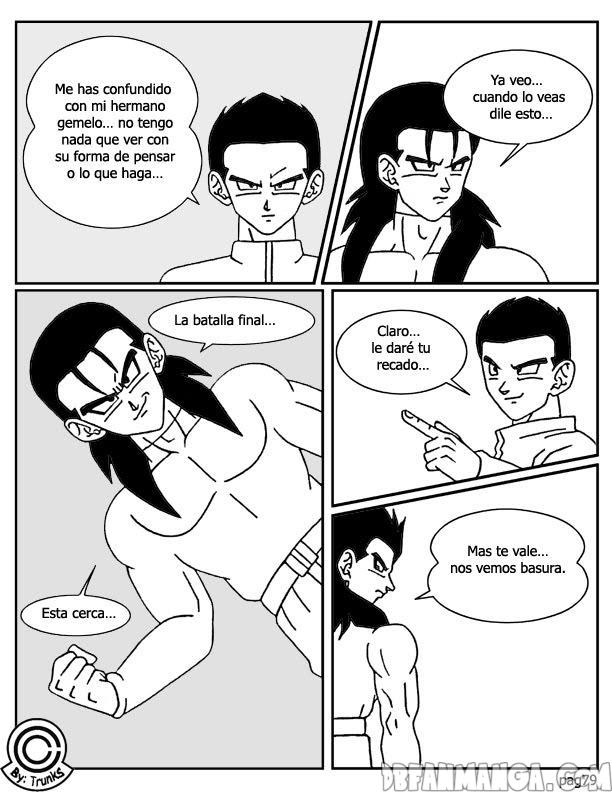 Me has confundido
con mi hermano
gemelo... no tengo
nada que ver con
su forma de pensar
o lo que haga...
Ya veo...
cuando lo veas
dile esto...
La batalla final...
Esta cerca...
Claro...
le daré tu
recado...
Mas te vale...
nos vemos basura.
By: Trunks
pag79
DBFANMANGA.COM